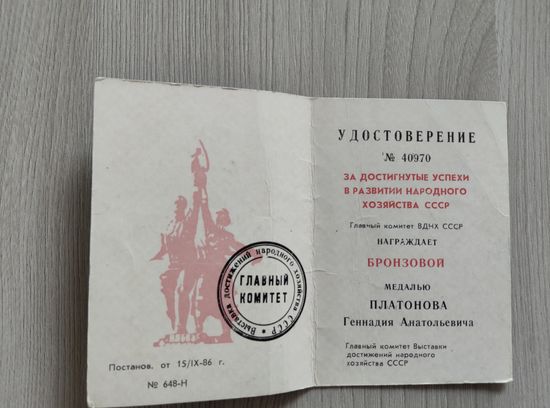 ГЛАВНЫЙ
КОМИТЕТ
Выставка достижений народного хозяйства СССР
Постанов. от 15/IX-86 г.
№ 648-Н
УДОСТОВЕРЕНИЕ
№ 40970
ЗА ДОСТИГНУТЫЕ УСПЕХИ
В РАЗВИТИИ НАРОДНОГО
ХОЗЯЙСТВА СССР
Главный комитет ВДНХ СССР
НАГРАЖДАЕТ
БРОНЗОВОЙ
МЕДАЛЬЮ
ПЛАТОНОВА
Геннадия Анатольевича
Главный комитет Выставки
достижений народного
хозяйства СССР